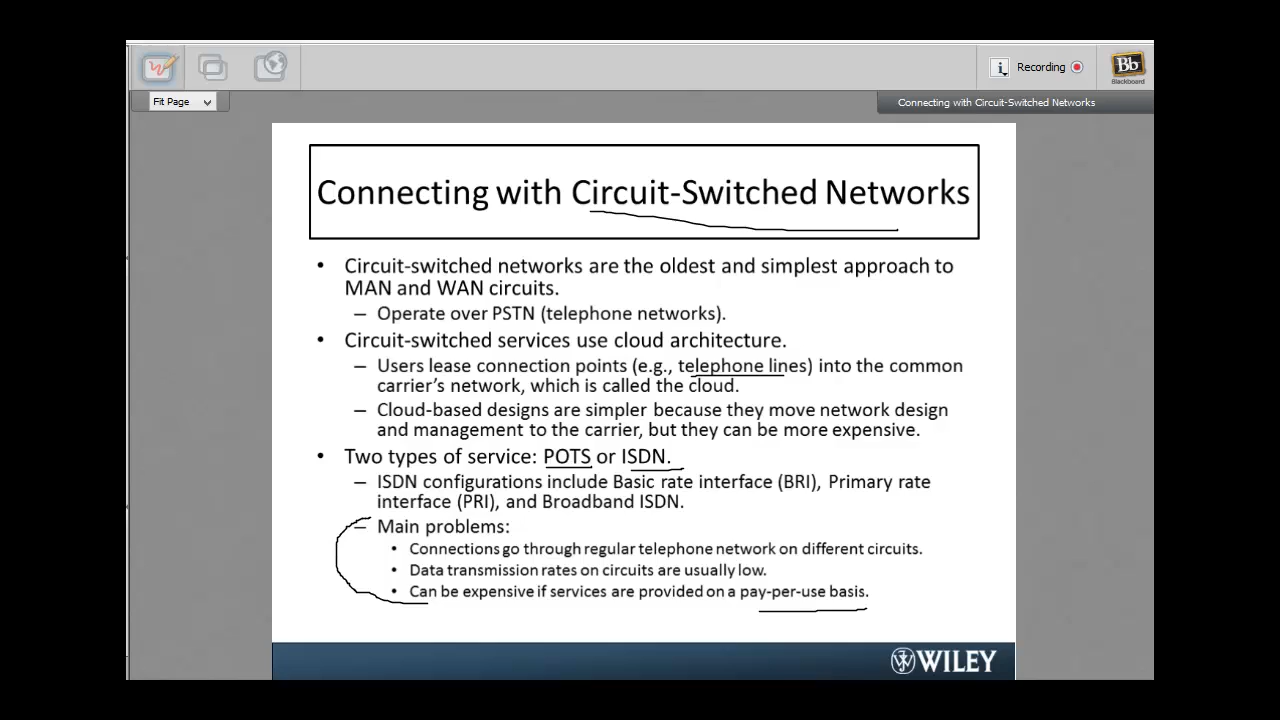 Recording
Bb
Blackboard
Fit Page
Connecting with Circuit-Switched Networks
Connecting with Circuit-Switched Networks
• Circuit-switched networks are the oldest and simplest approach to
MAN and WAN circuits.
– Operate over PSTN (telephone networks).
• Circuit-switched services use cloud architecture.
– Users lease connection points (e.g., telephone lines) into the common
carrier's network, which is called the cloud.
– Cloud-based designs are simpler because they move network design
and management to the carrier, but they can be more expensive.
• Two types of service: POTS or ISDN.
– ISDN configurations include Basic rate interface (BRI), Primary rate
interface (PRI), and Broadband ISDN.
– Main problems:
• Connections go through regular telephone network on different circuits.
• Data transmission rates on circuits are usually low.
• Can be expensive if services are provided on a pay-per-use basis.
WILEY